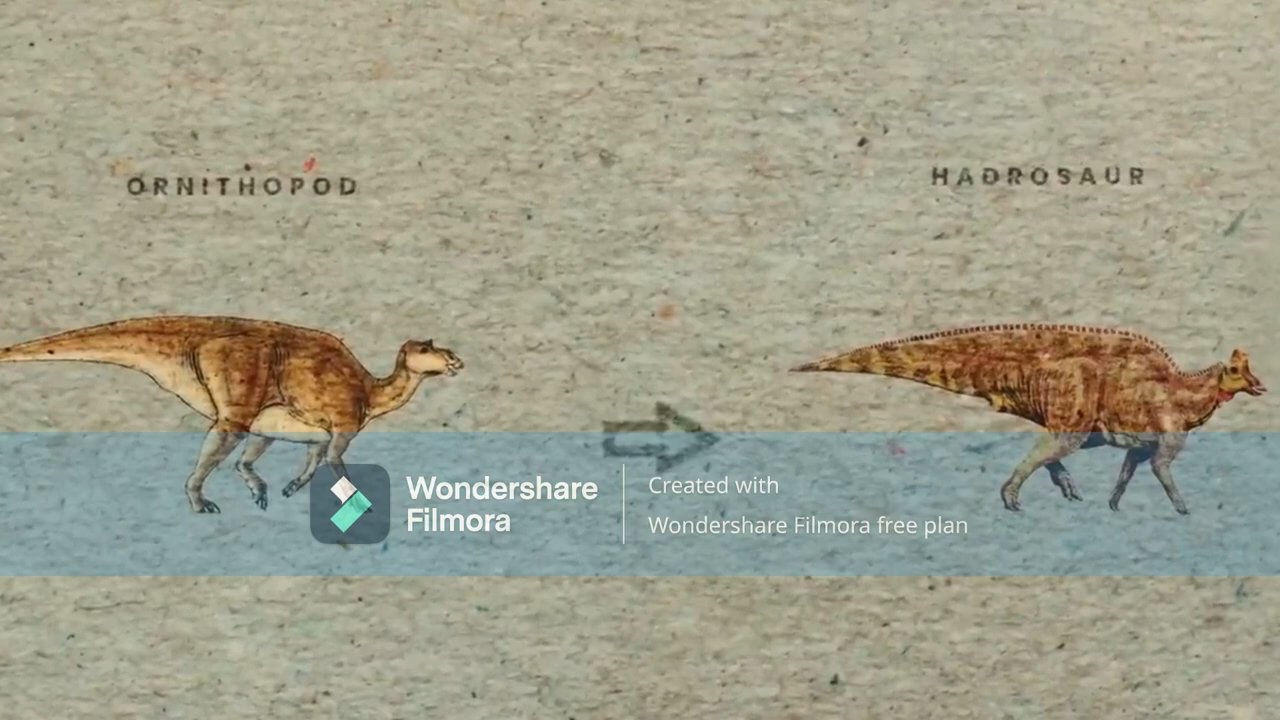 ORNITHOPOD
HADROSAUR
Wondershare
Filmora
Created with
Wondershare Filmora free plan